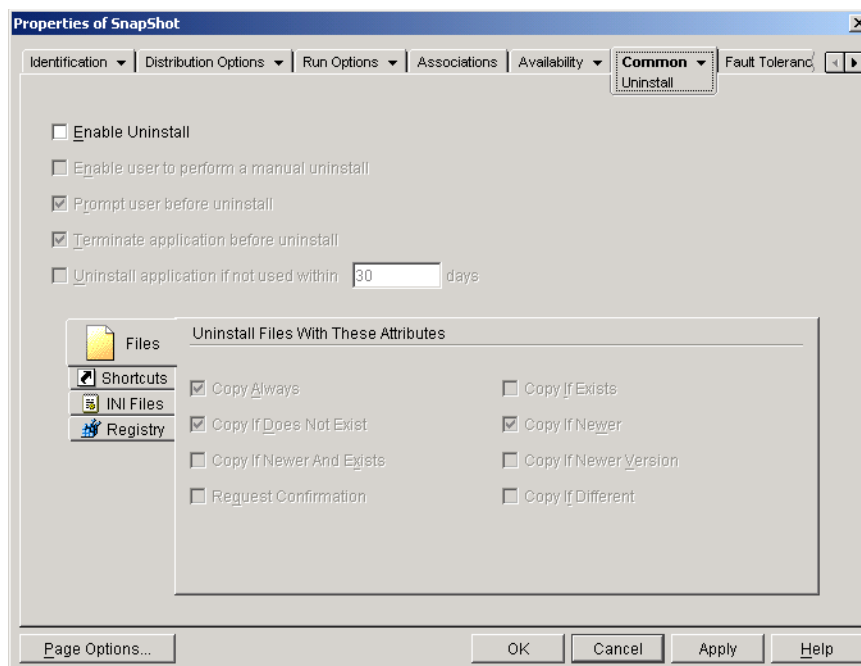 Properties of SnapShot
Identification
Distribution Options
Run Options
Associations
Availability
Common
Fault Toleranc
Uninstall
Enable Uninstall
Enable user to perform a manual uninstall
Prompt user before uninstall
Terminate application before uninstall
Uninstall application if not used within 30 days
Files
Shortcuts
INI Files
Registry
Uninstall Files With These Attributes
Copy Always
Copy If Exists
Copy If Does Not Exist
Copy If Newer
Copy If Newer And Exists
Copy If Newer Version
Request Confirmation
Copy If Different
Page Options...
OK
Cancel
Apply
Help